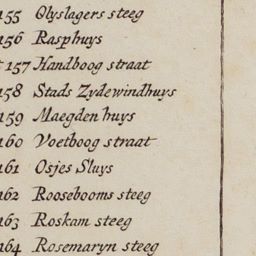 155 Olyslagers steeg
156 Rasphuys
157 Handboog straat
158 Stads Zydewindhuys
159 Maegden huys
160 Voetboog straat
161 Osjes Sluys
162 Roosebooms steeg
163 Roskam steeg
164 Rosemaryn steeg